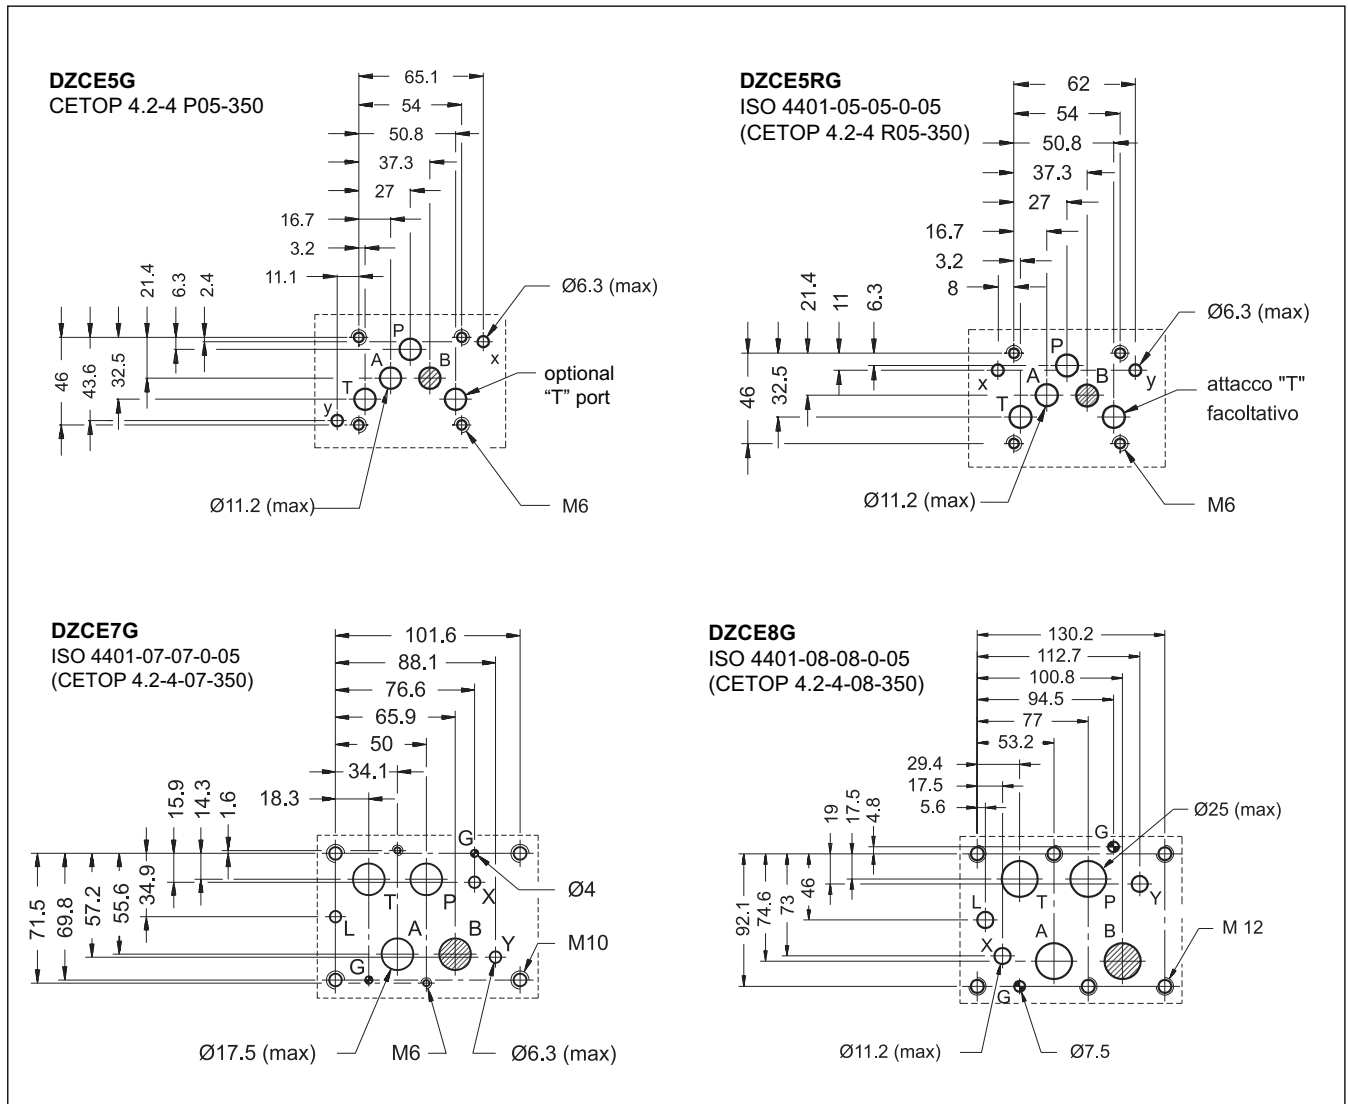 DZCE5G
CETOP 4.2-4 P05-350
65.1
54
50.8
37.3
27
16.7
3.2
11.1
21.4
6.3
2.4
46
43.6
32.5
Ø6.3 (max)
P
x
A
B
T
y
optional
“T” port
Ø11.2 (max)
M6
DZCE5RG
ISO 4401-05-05-0-05
(CETOP 4.2-4 R05-350)
62
54
50.8
37.3
27
16.7
3.2
8
21.4
11
6.3
46
32.5
Ø6.3 (max)
P
x
A
B
y
T
attacco "T"
facoltativo
Ø11.2 (max)
M6
DZCE7G
ISO 4401-07-07-0-05
(CETOP 4.2-4-07-350)
101.6
88.1
76.6
65.9
50
34.1
18.3
15.9
14.3
1.6
71.5
69.8
57.2
55.6
34.9
G
Ø4
T
P
X
L
A
B
Y
M10
G
Ø17.5 (max)
M6
Ø6.3 (max)
DZCE8G
ISO 4401-08-08-0-05
(CETOP 4.2-4-08-350)
130.2
112.7
100.8
94.5
77
53.2
29.4
17.5
5.6
19
17.5
4.8
92.1
74.6
73
46
Ø25 (max)
G
T
P
Y
L
A
B
X
M 12
G
Ø11.2 (max)
Ø7.5